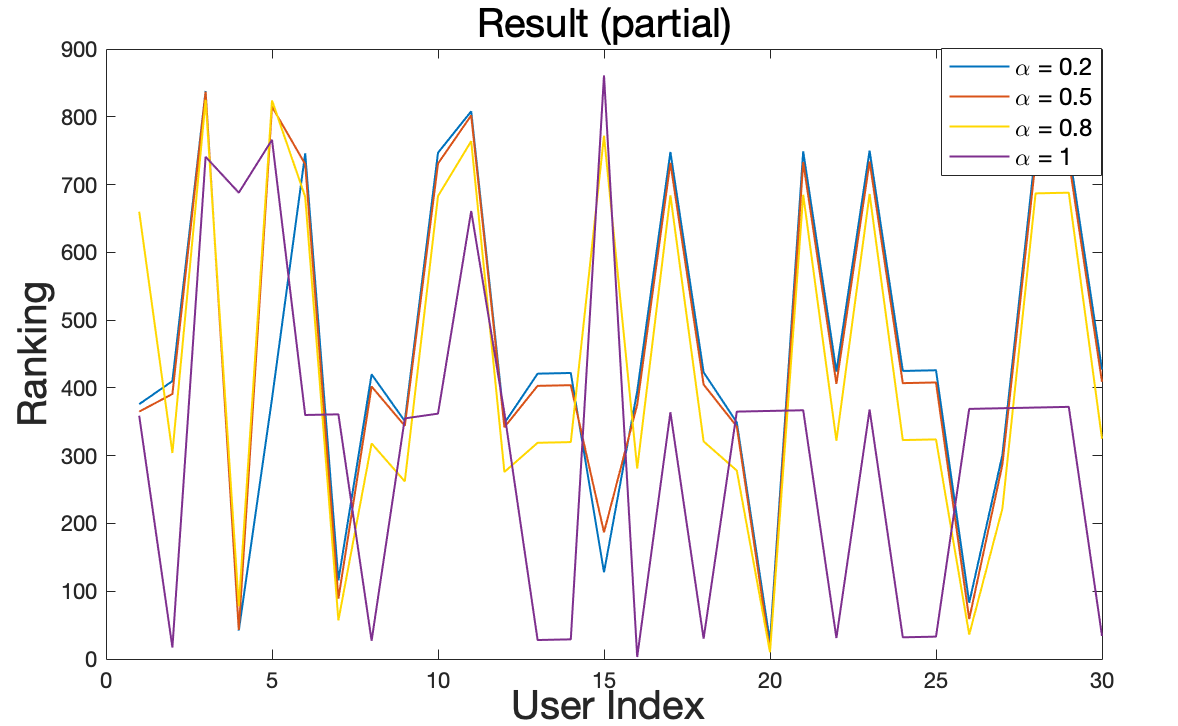 Result (partial)
900
800
700
600
500
400
300
200
100
0
Ranking
α = 0.2
α = 0.5
α = 0.8
α = 1
0 5 10 15 20 25 30
User Index